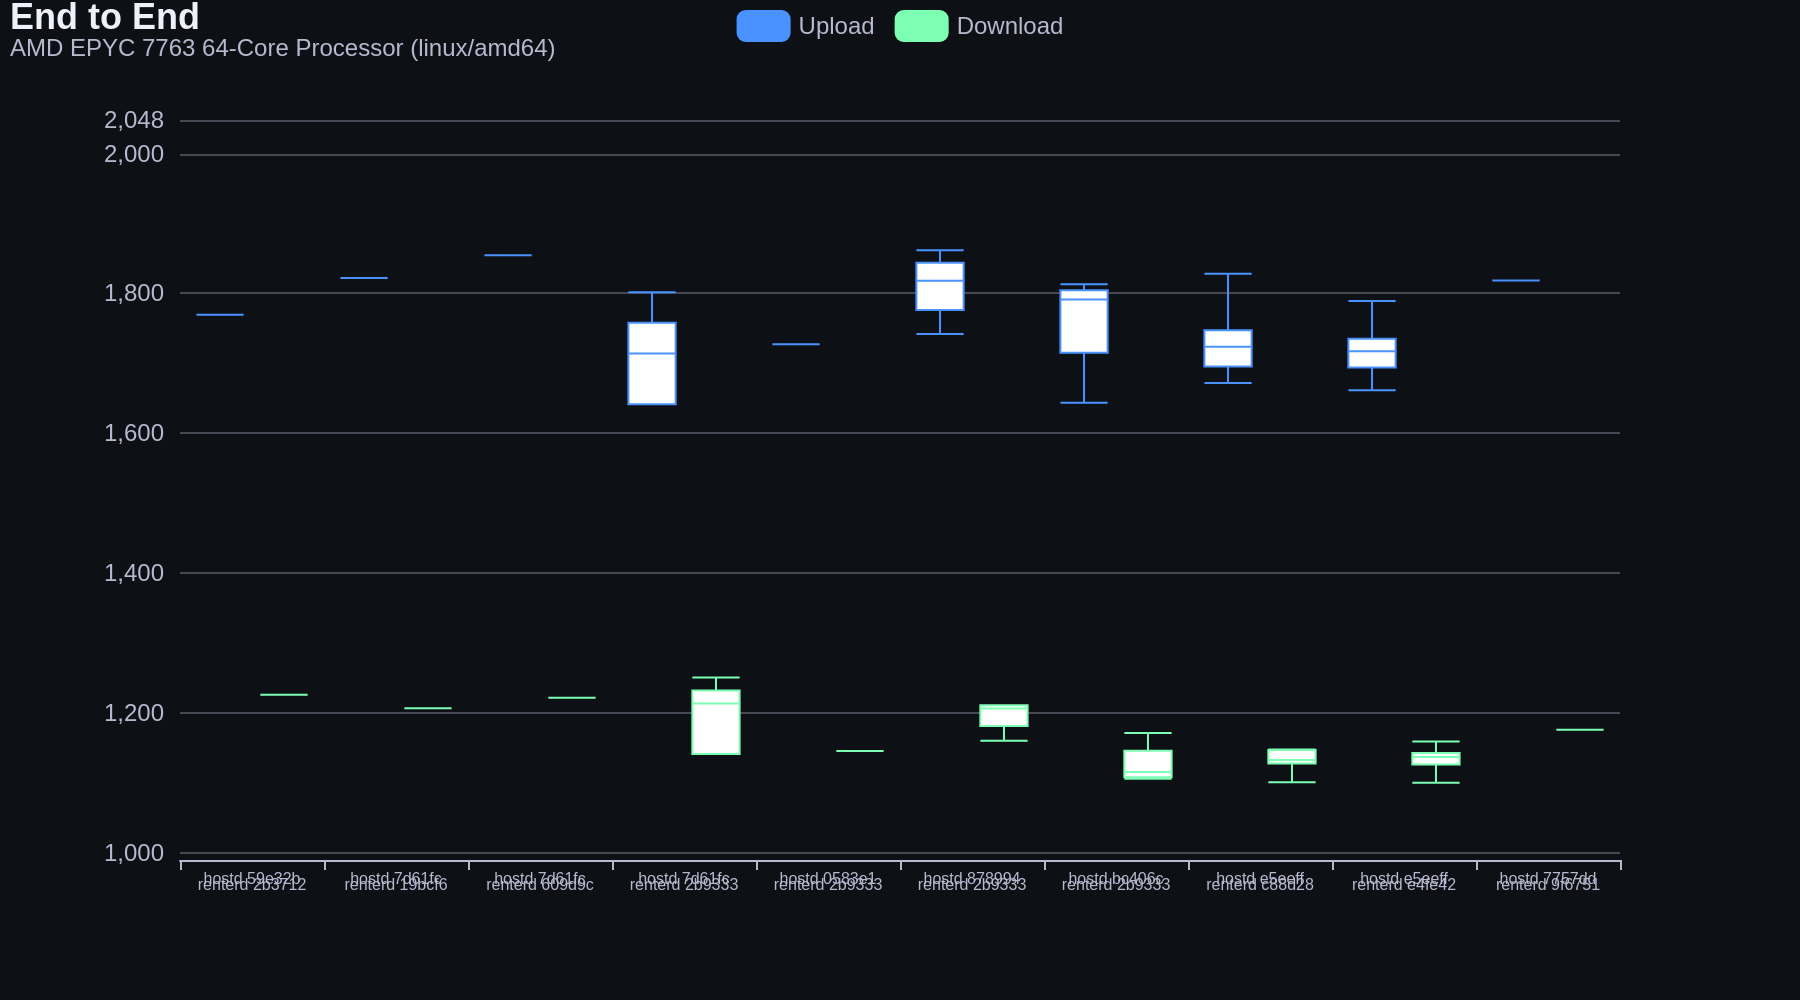 End to End
AMD EPYC 7763 64-Core Processor (linux/amd64)
Upload
Download
2,048
2,000
1,800
1,600
1,400
1,200
1,000
hostd 59e32b
renterd 2b3712
hostd 7d61fc
renterd 19bcf6
hostd 7d61fc
renterd 609d9c
hostd 7d61fc
renterd 2b9333
hostd 0583e1
renterd 2b9333
hostd 878994
renterd 2b9333
hostd bc406c
renterd 2b9333
hostd e5eeff
renterd c88d28
hostd e5eeff
renterd e4fe42
hostd 7757dd
renterd 9f6751